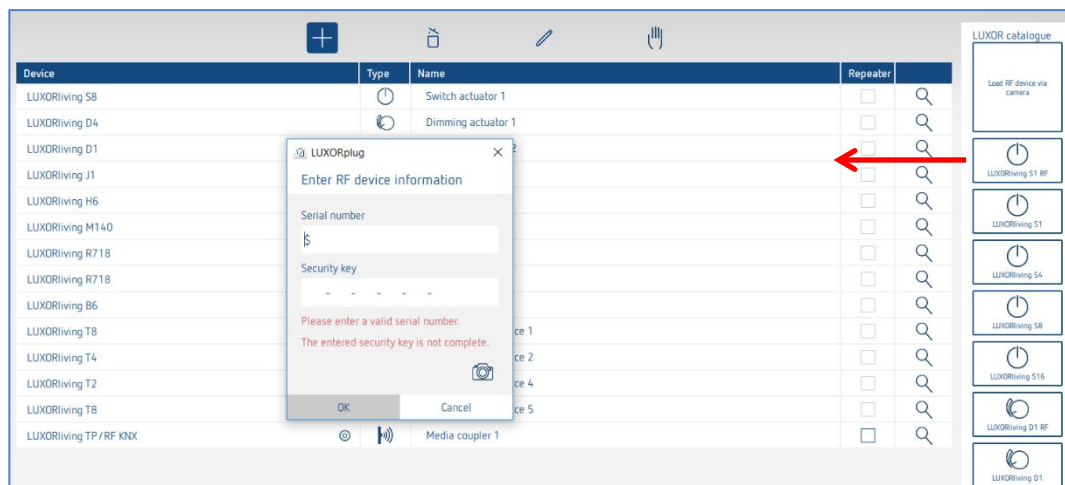 LUXOR catalogue
Device Type Name Repeater
Load RF device via
camera
LUXORliving S8 Switch actuator 1
LUXORliving D4 Dimming actuator 1
LUXORliving D1 2
LUXORliving J1
LUXORliving H6
LUXORliving M140
LUXORliving R718
LUXORliving R718
LUXORliving B6
LUXORliving T8 ce 1
LUXORliving T4 ce 2
LUXORliving T2 ce 4
LUXORliving T8 ce 5
LUXORliving TP/RF KNX Media coupler 1
LUXORplug
Enter RF device information
Serial number
$
Security key
- - - - -
Please enter a valid serial number.
The entered security key is not complete.
OK Cancel
LUXORliving S1 RF
LUXORliving S1
LUXORliving S4
LUXORliving S8
LUXORliving S16
LUXORliving D1 RF
LUXORliving D1